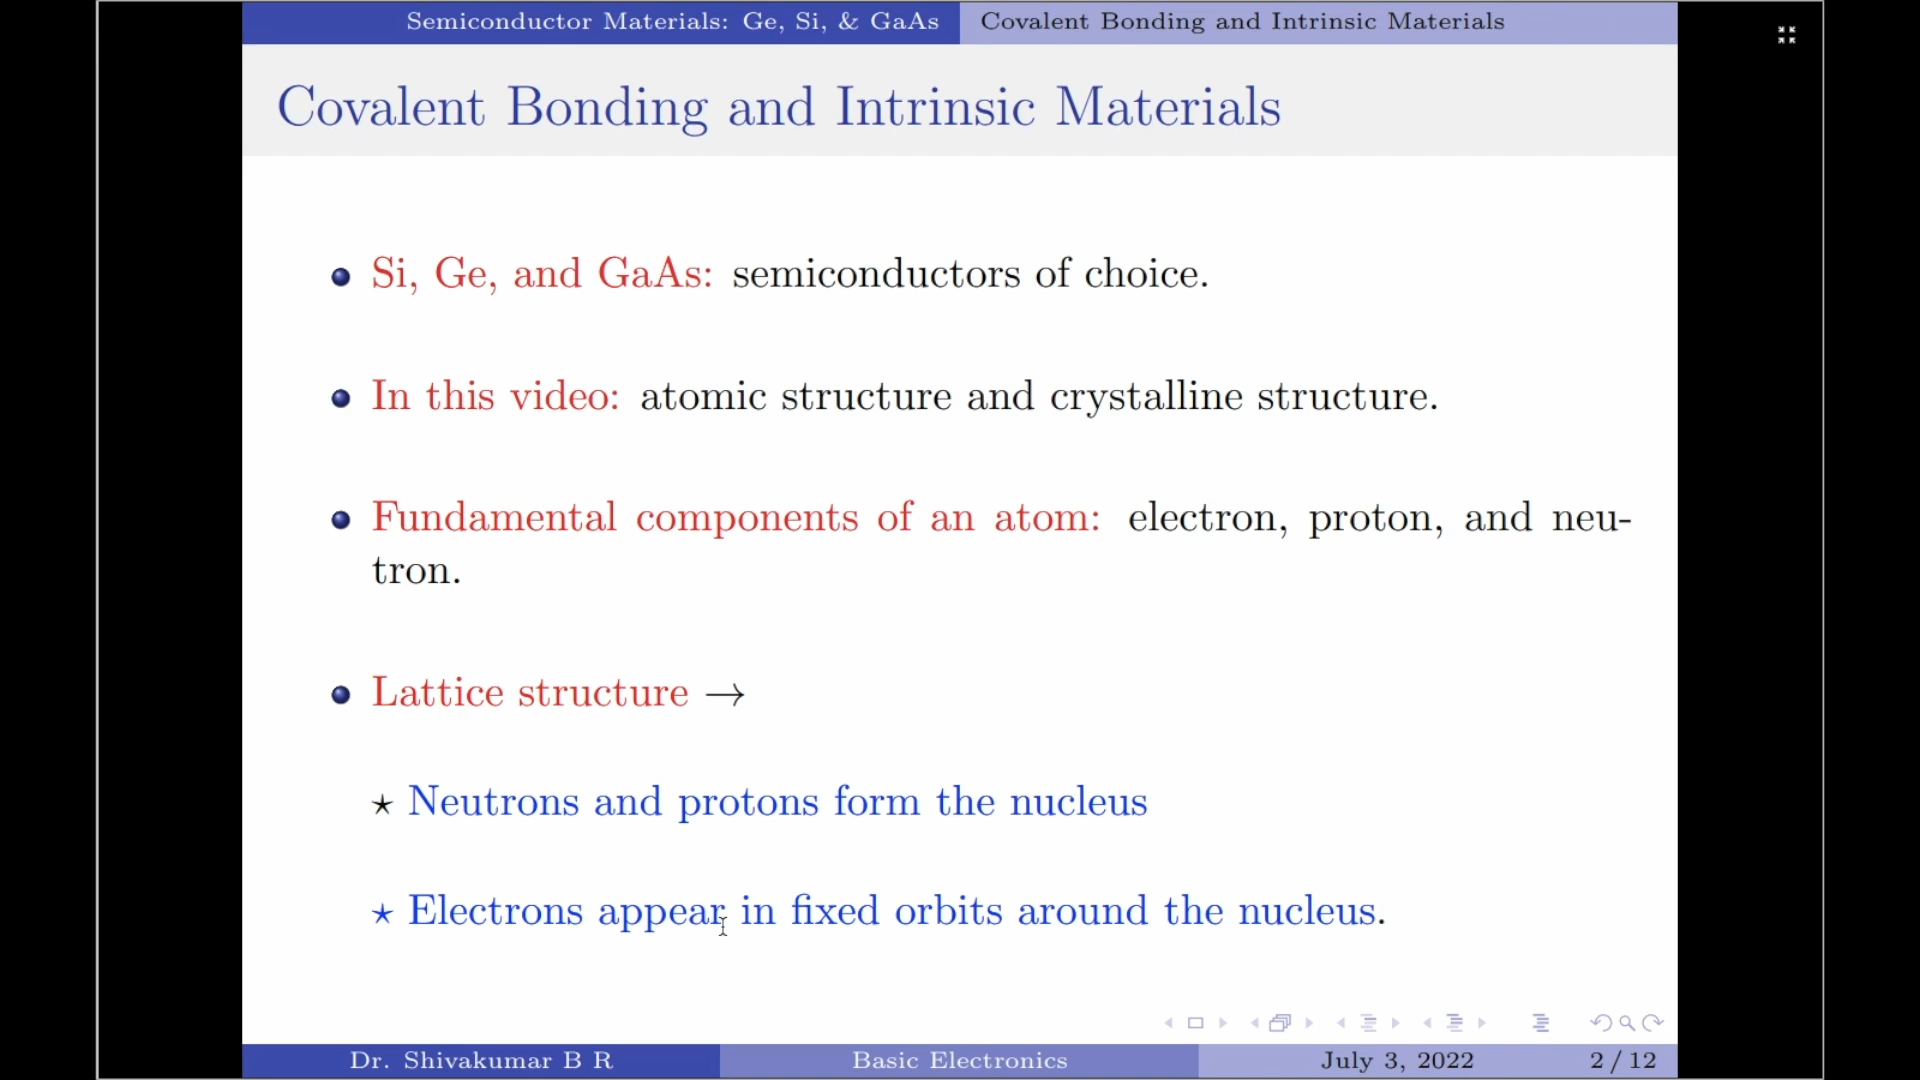 Semiconductor Materials: Ge, Si, & GaAs Covalent Bonding and Intrinsic Materials
Covalent Bonding and Intrinsic Materials
Si, Ge, and GaAs: semiconductors of choice.
In this video: atomic structure and crystalline structure.
Fundamental components of an atom: electron, proton, and neu-
tron.
Lattice structure →
⋆ Neutrons and protons form the nucleus
⋆ Electrons appear in fixed orbits around the nucleus.
Dr. Shivakumar B R Basic Electronics July 3, 2022 2 / 12